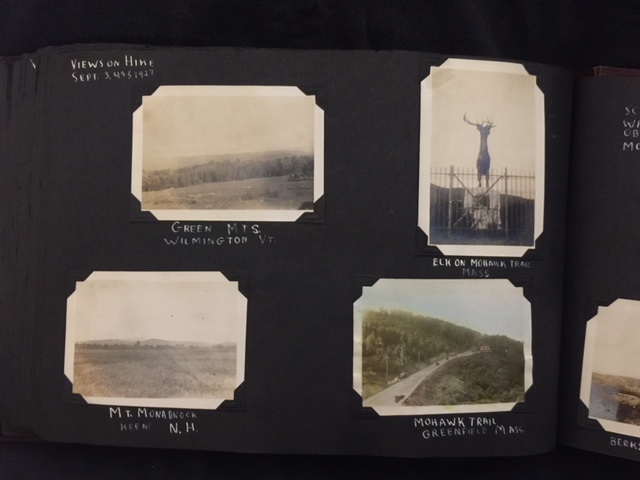 VIEWS ON HIKE
SEPT. 3, 4 & 5 1927
GREEN MTS.
WILMINGTON VT.
ELK ON MOHAWK TRAIL
MASS
MT. MONADNOCK
KEENE N.H.
MOHAWK TRAIL
GREENFIELD MASS.